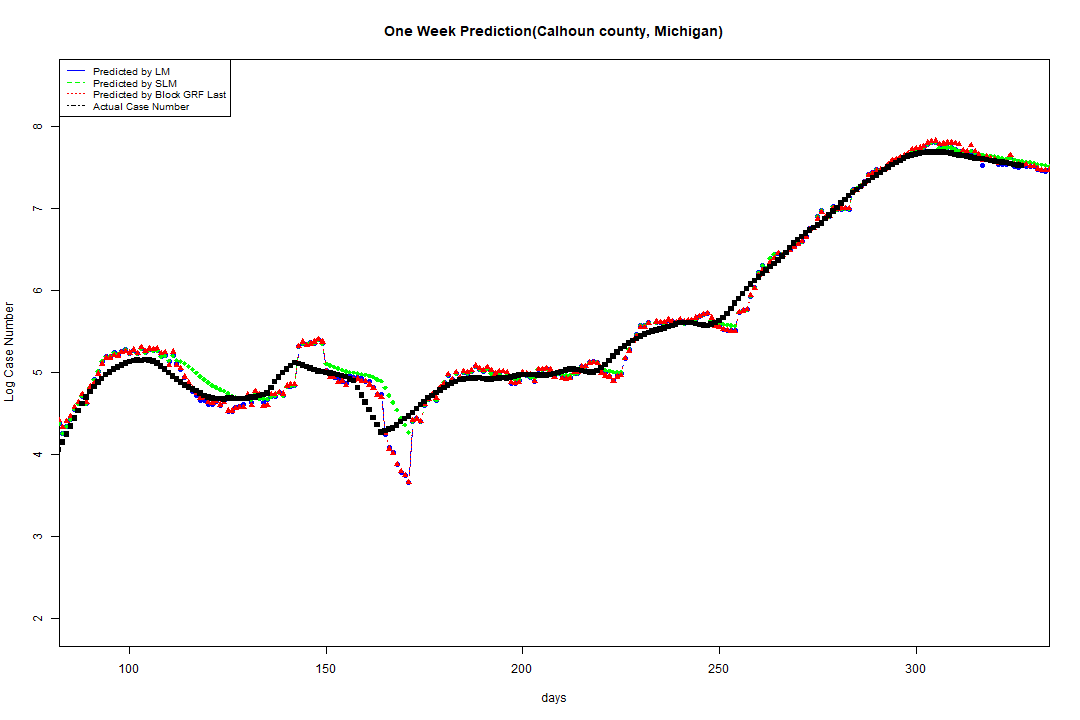 One Week Prediction(Calhoun county, Michigan)
Predicted by LM
Predicted by SLM
Predicted by Block GRF Last
Actual Case Number
Log Case Number
8
7
6
5
4
3
2
100 150 200 250 300
days